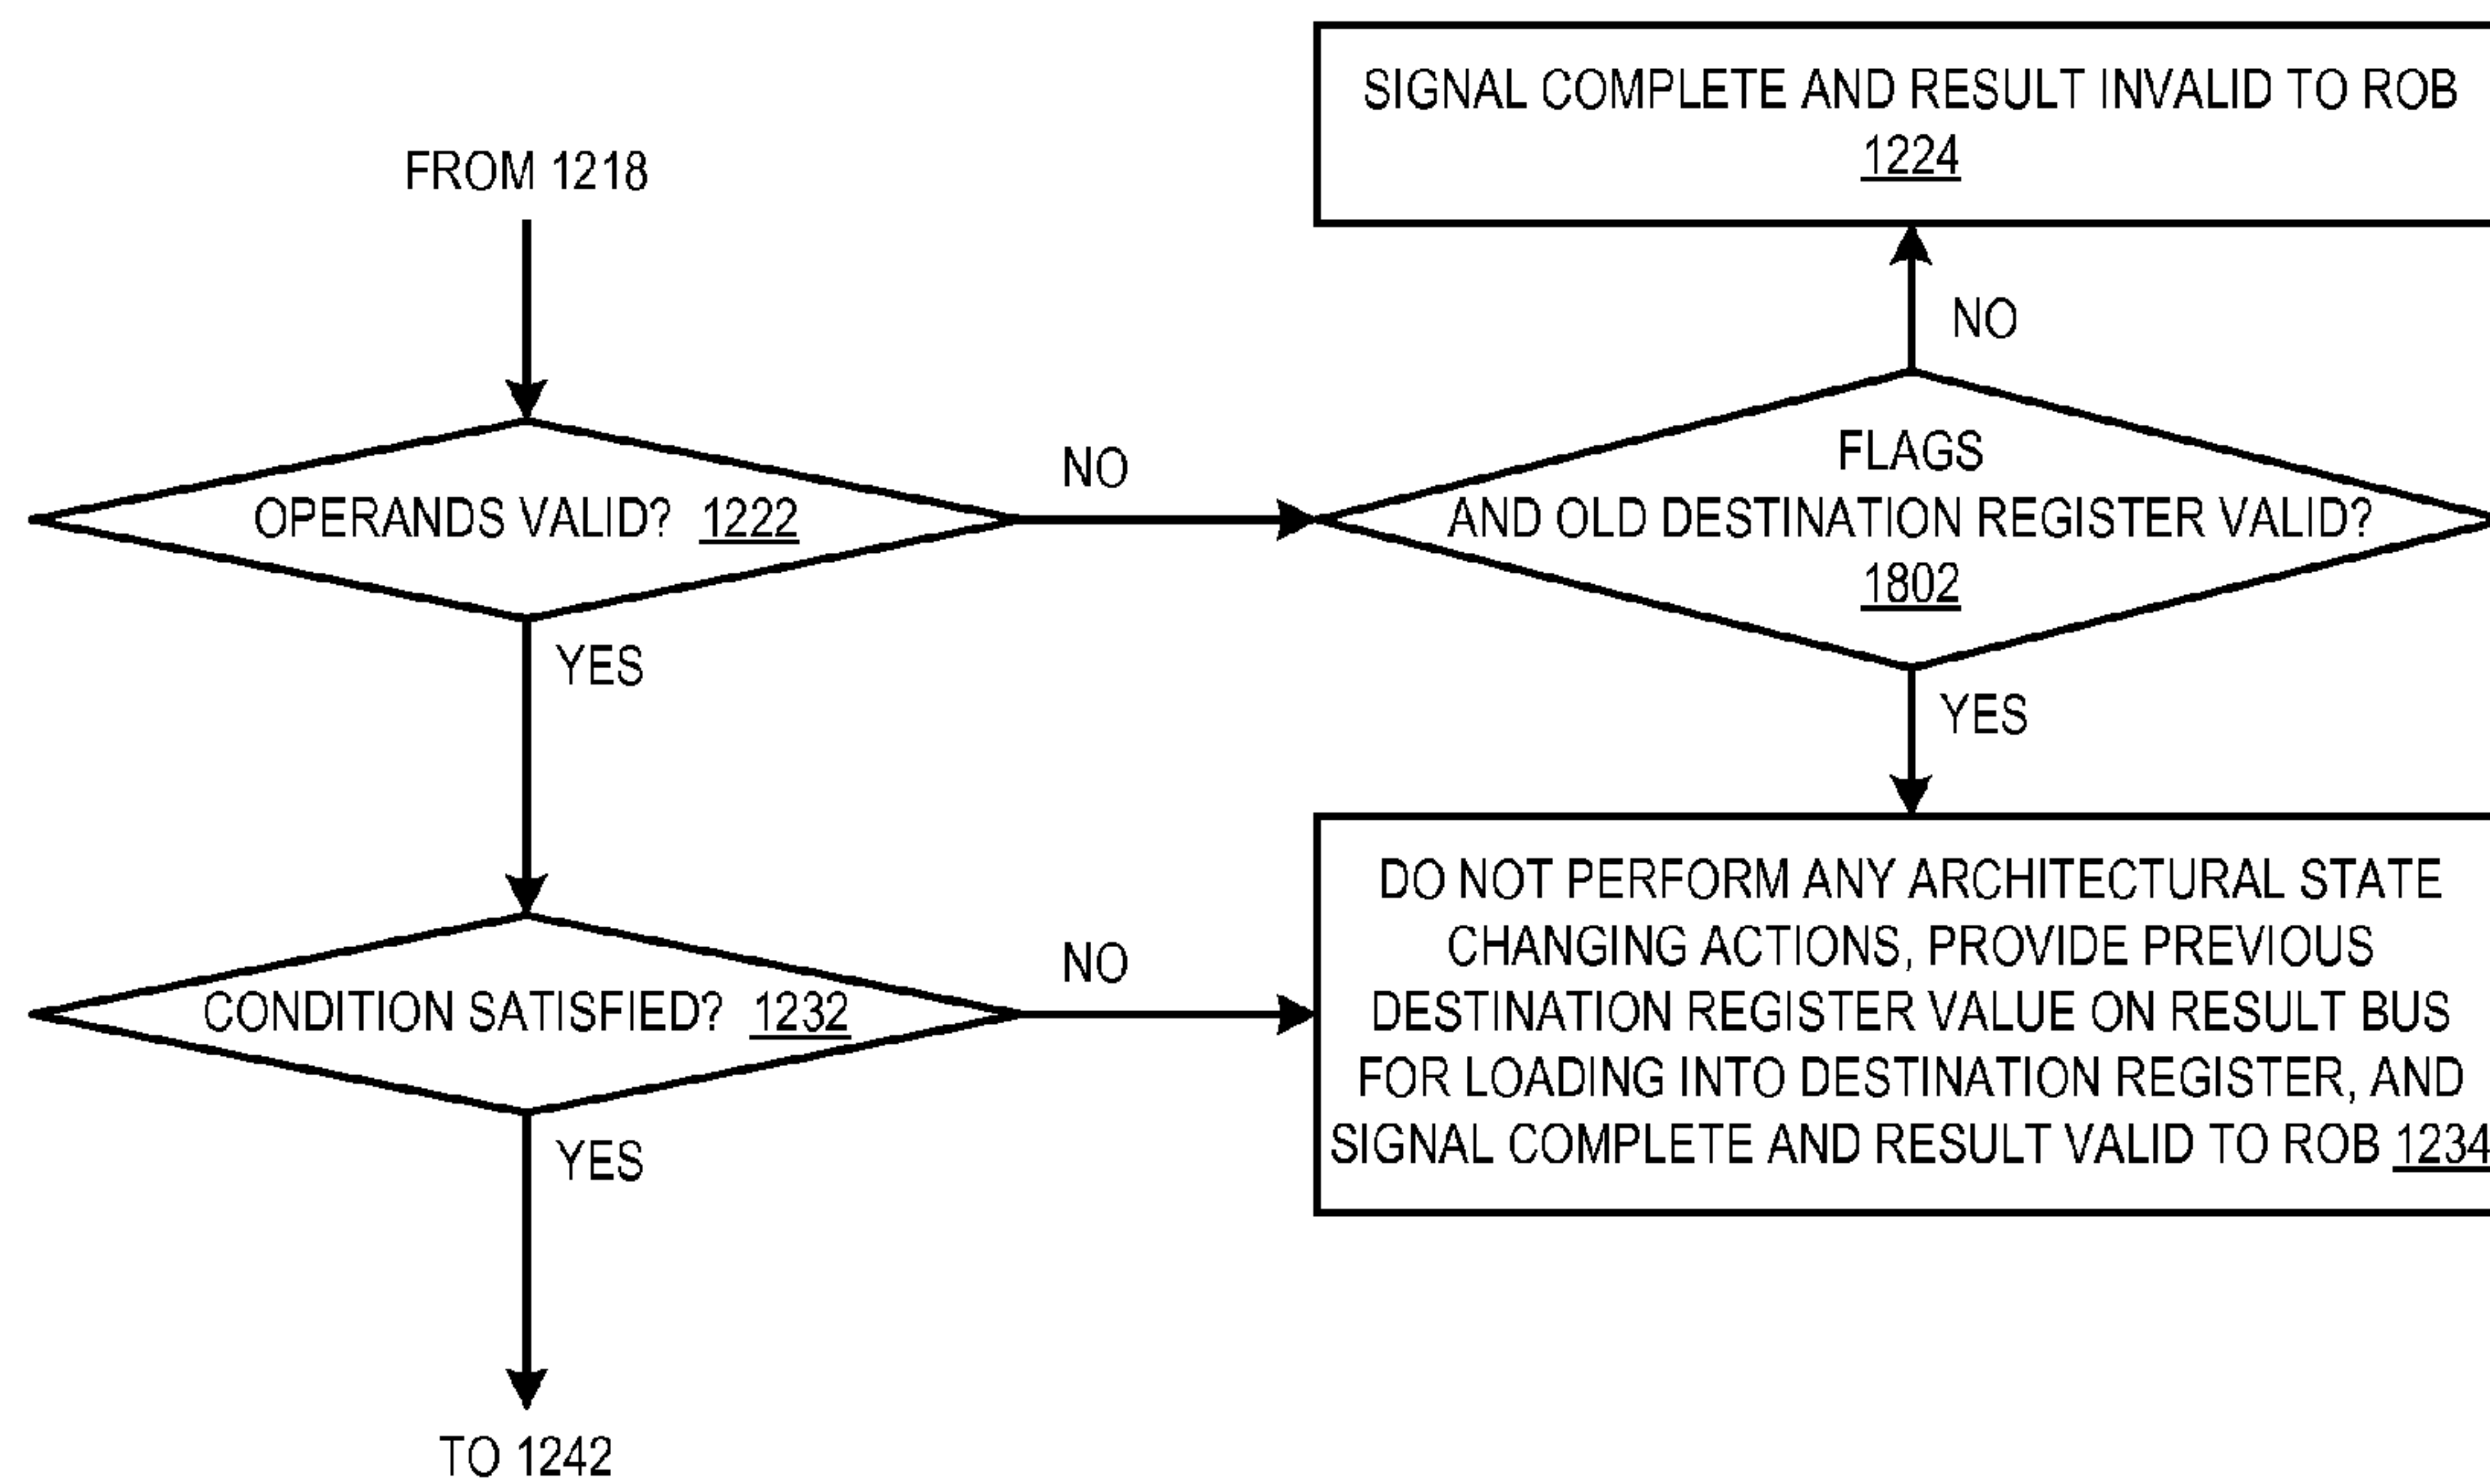 SIGNAL COMPLETE AND RESULT INVALID TO ROB
1224
FROM 1218
NO
NO
FLAGS
OPERANDS VALID? 1222
AND OLD DESTINATION REGISTER VALID?
1802
YES
YES
DO NOT PERFORM ANY ARCHITECTURAL STATE
CHANGING ACTIONS, PROVIDE PREVIOUS
NO
CONDITION SATISFIED? 1232
DESTINATION REGISTER VALUE ON RESULT BUS
FOR LOADING INTO DESTINATION REGISTER, AND
SIGNAL COMPLETE AND RESULT VALID TO ROB 1234
YES
TO 1242